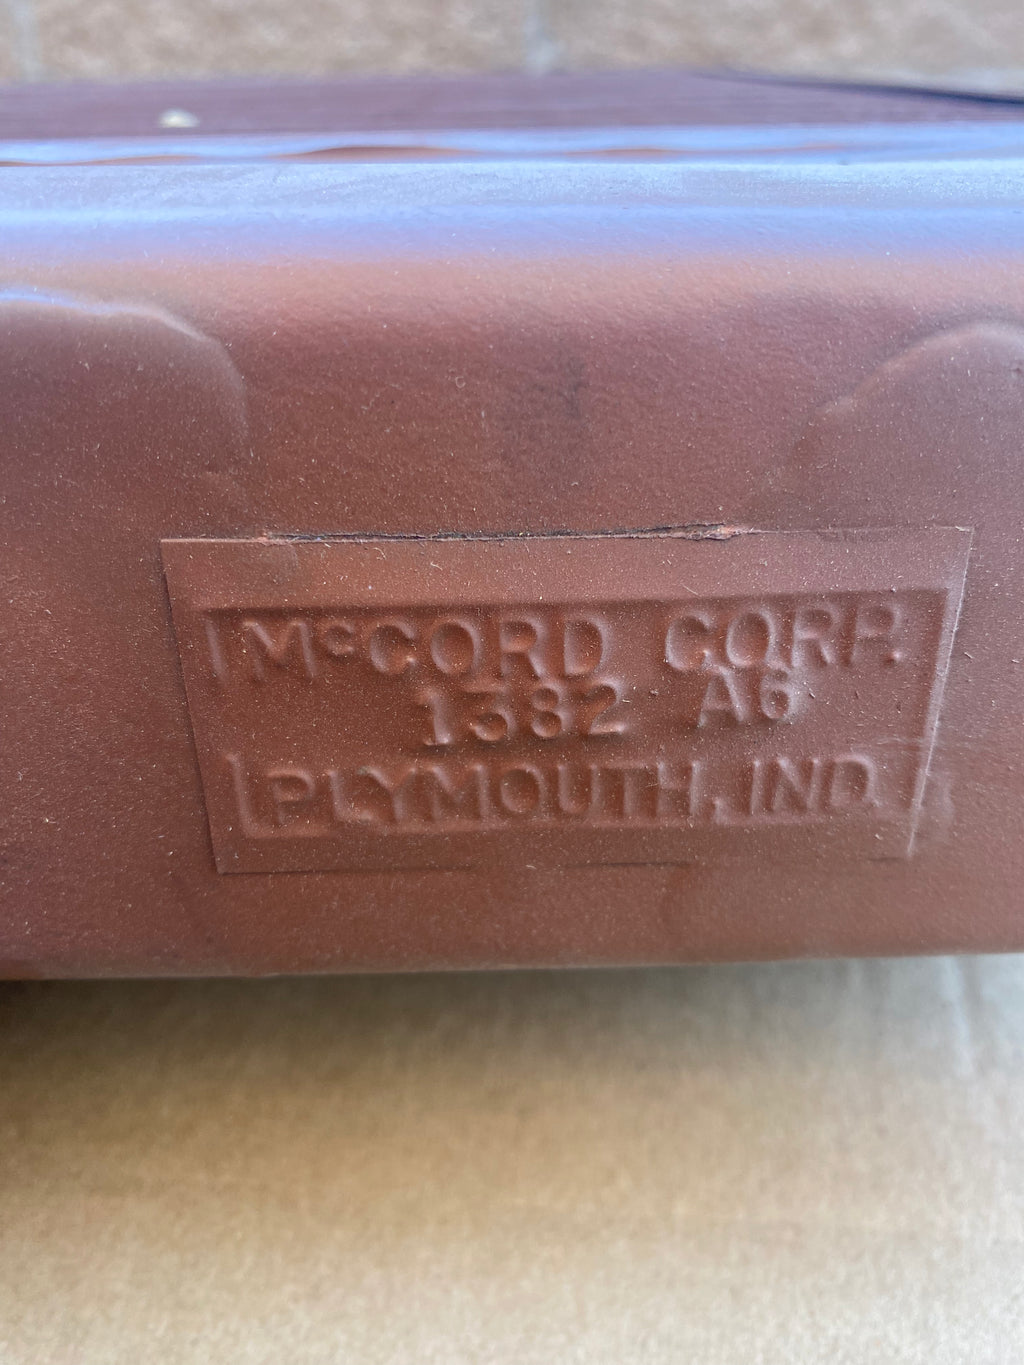 McCORD CORP.
1382 A6
PLYMOUTH, IND.